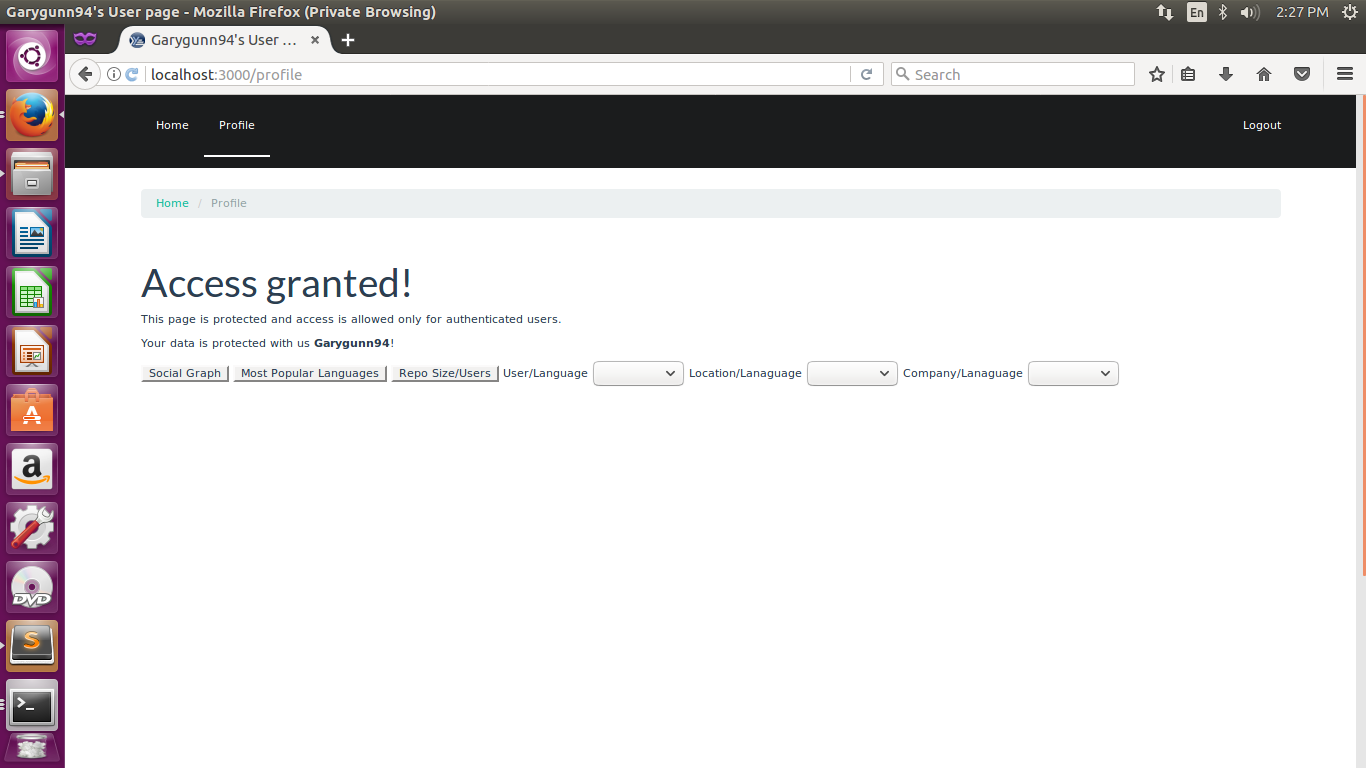 Garygunn94's User page - Mozilla Firefox (Private Browsing)
En
2:27 PM
Garygunn94's User ...
localhost:3000/profile
Search
Home
Profile
Logout
Home / Profile
Access granted!
This page is protected and access is allowed only for authenticated users.
Your data is protected with us Garygunn94!
Social Graph Most Popular Languages Repo Size/Users User/Language Location/Lanaguage Company/Lanaguage
A
a
DVD
S
>_